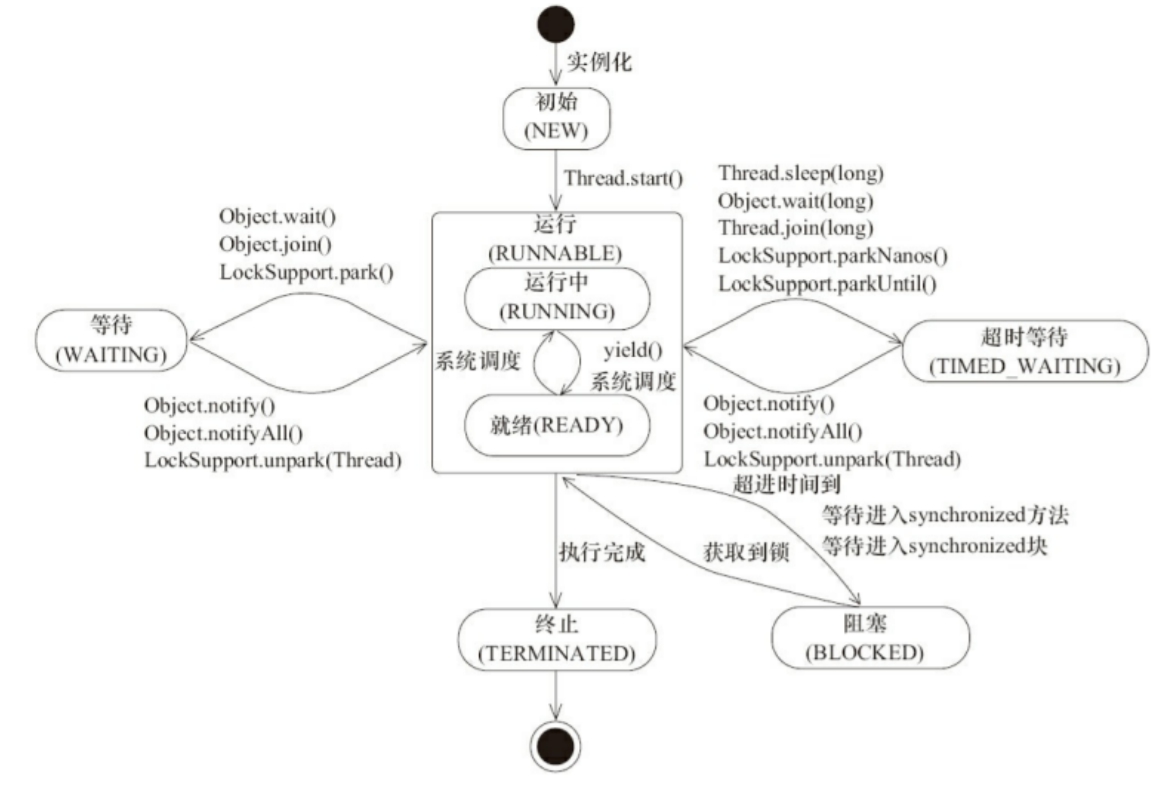 实例化
初始
(NEW)
Thread.start()
Object.wait()
Object.join()
LockSupport.park()
Thread.sleep(long)
Object.wait(long)
Thread.join(long)
LockSupport.parkNanos()
LockSupport.parkUntil()
运行
(RUNNABLE)
运行中
(RUNNING)
等待
(WAITING)
系统调度
yield()
系统调度
超时等待
(TIMED_WAITING)
就绪(READY)
Object.notify()
Object.notifyAll()
LockSupport.unpark(Thread)
Object.notify()
Object.notifyAll()
LockSupport.unpark(Thread)
超进时间到
等待进入synchronized方法
等待进入synchronized块
执行完成
获取到锁
终止
(TERMINATED)
阻塞
(BLOCKED)